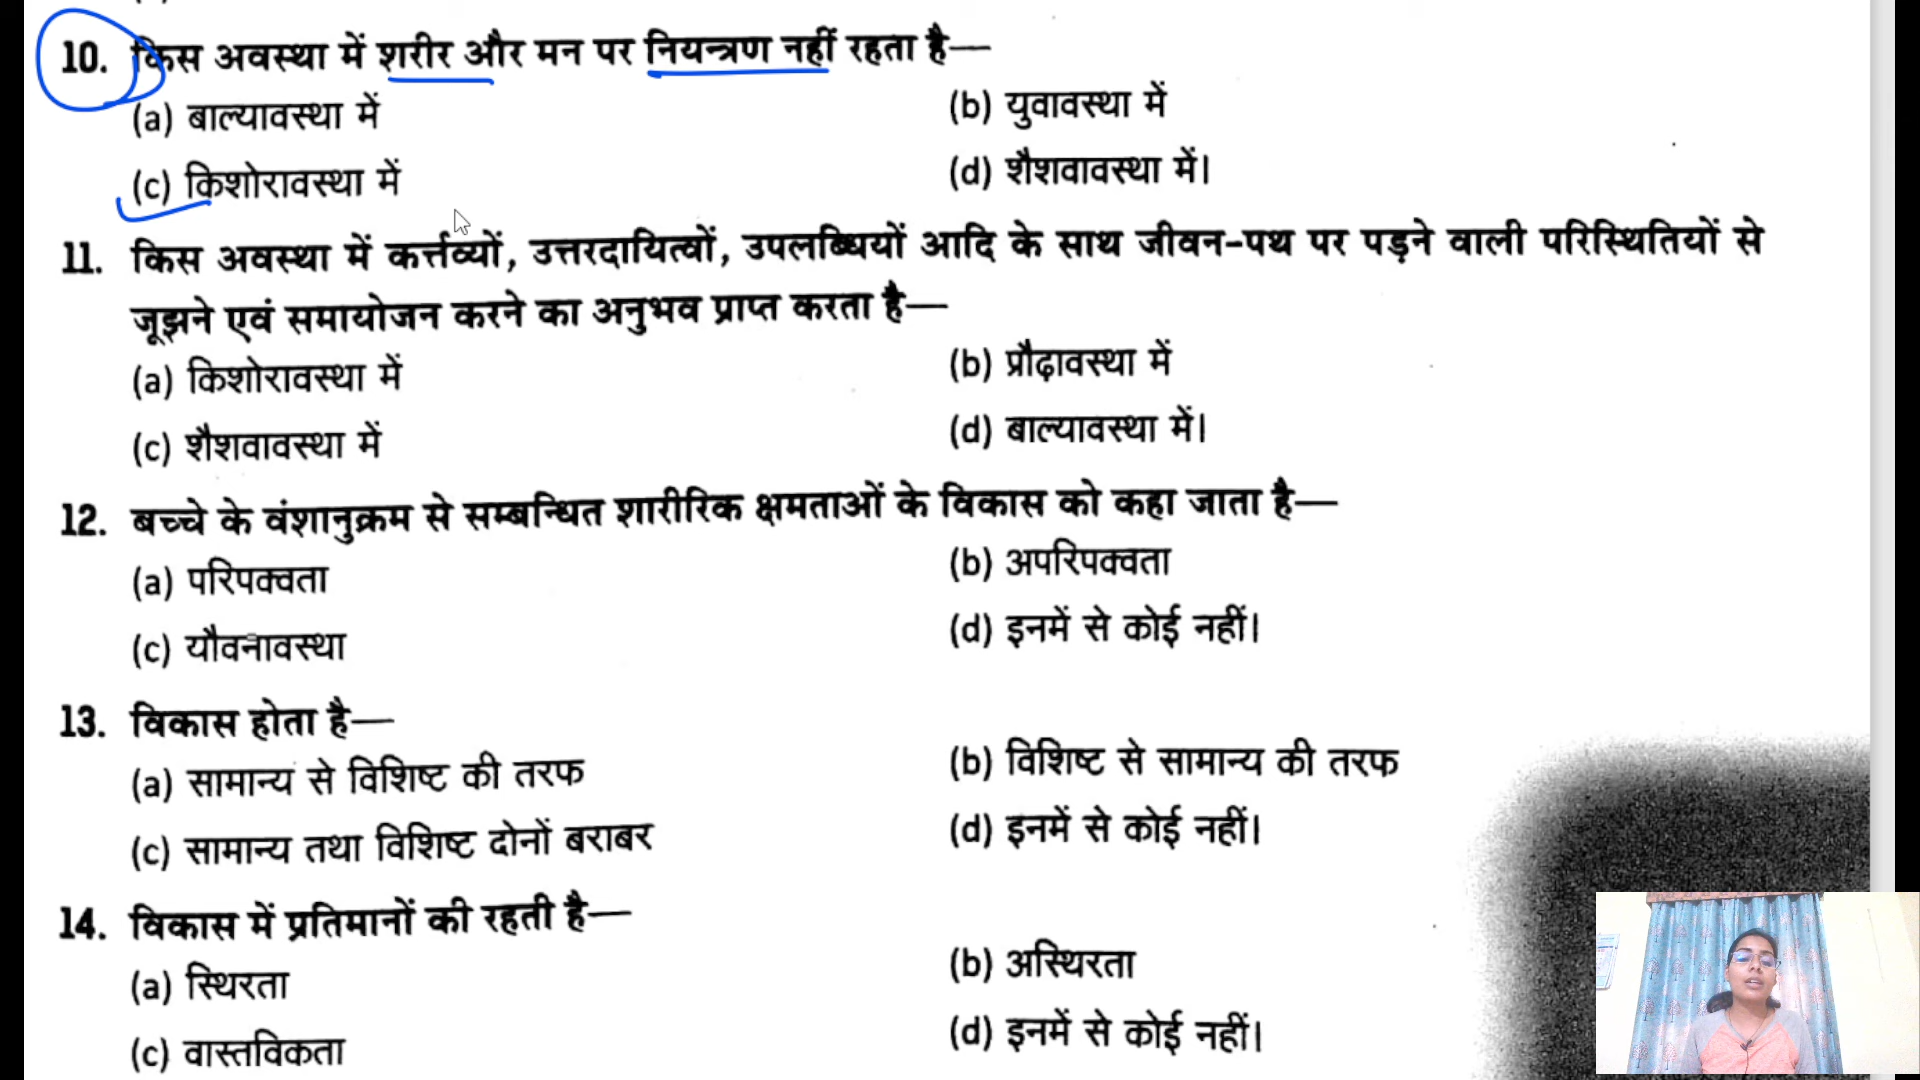 10. किस अवस्था में शरीर और मन पर नियन्त्रण नहीं रहता है—
(a) बाल्यावस्था में (b) युवावस्था में
(c) किशोरावस्था में (d) शैशवावस्था में।
11. किस अवस्था में कर्त्तव्यों, उत्तरदायित्वों, उपलब्धियों आदि के साथ जीवन-पथ पर पड़ने वाली परिस्थितियों से
जूझने एवं समायोजन करने का अनुभव प्राप्त करता है—
(a) किशोरावस्था में (b) प्रौढ़ावस्था में
(c) शैशवावस्था में (d) बाल्यावस्था में।
12. बच्चे के वंशानुक्रम से सम्बन्धित शारीरिक क्षमताओं के विकास को कहा जाता है—
(a) परिपक्वता (b) अपरिपक्वता
(c) यौवनावस्था (d) इनमें से कोई नहीं।
13. विकास होता है—
(a) सामान्य से विशिष्ट की तरफ (b) विशिष्ट से सामान्य की तरफ
(c) सामान्य तथा विशिष्ट दोनों बराबर (d) इनमें से कोई नहीं।
14. विकास में प्रतिमानों की रहती है—
(a) स्थिरता (b) अस्थिरता
(c) वास्तविकता (d) इनमें से कोई नहीं।